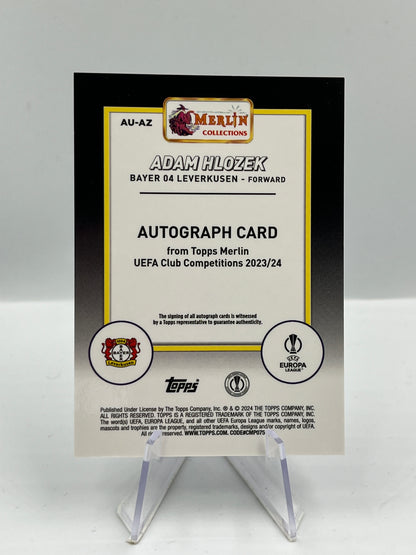 AU-AZ
MERLIN
COLLECTIONS
ADAM HLOZEK
BAYER 04 LEVERKUSEN - FORWARD
AUTOGRAPH CARD
from Topps Merlin
UEFA Club Competitions 2023/24
The signing of all autograph cards is witnessed
by a Topps representative to guarantee authenticity.
1904
BAYER
Leverkusen
UEFA
EUROPA
LEAGUE™
Topps®
Published Under License by The Topps Company, Inc. ® & © 2024 THE TOPPS COMPANY, INC.
ALL RIGHTS RESERVED. TOPPS IS A REGISTERED TRADEMARK OF THE TOPPS COMPANY, INC.
The word(s) UEFA, EUROPA LEAGUE, and all other UEFA Europa League marks, names, logos,
mascots and trophies are the property, registered trademarks, designs and/or copyright of UEFA.
All rights reserved. WWW.TOPPS.COM. CODE#CMP075